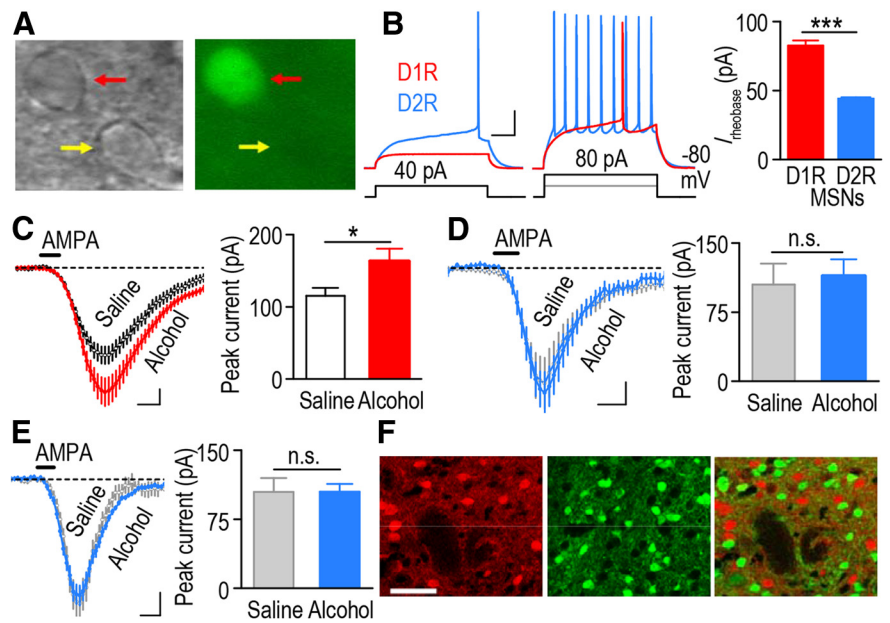 A
B
D1R
D2R
40 pA
80 pA
-80
mV
I rheobase (pA)
100
50
0
***
D1R D2R
MSNs
C
AMPA
Saline
Alcohol
Peak current (pA)
200
100
0
*
Saline Alcohol
D
AMPA
Saline
Alcohol
Peak current (pA)
150
75
0
n.s.
Saline Alcohol
E
AMPA
Saline
Alcohol
Peak current (pA)
150
75
0
n.s.
Saline Alcohol
F